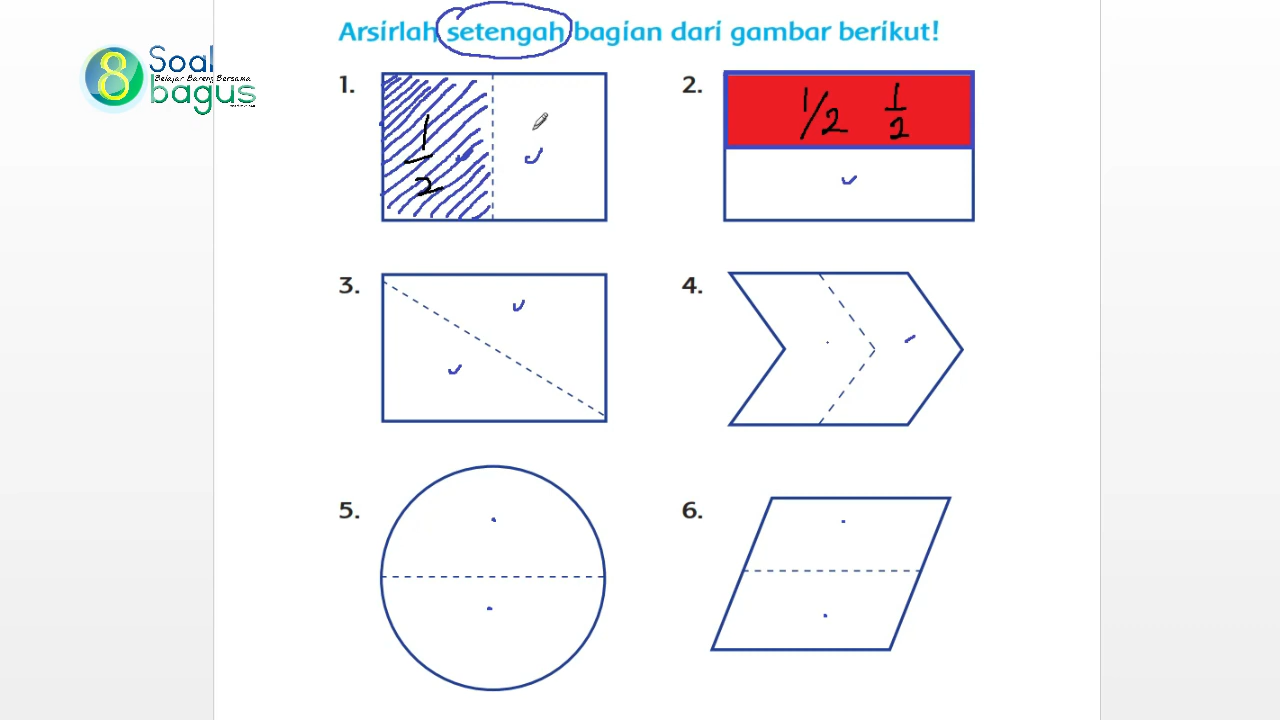 Arsirlah setengah bagian dari gambar berikut!
8 Soal
Belajar Bareng Bersama
bagus
1.
1
2
2.
1/2
1
2
3.
4.
5.
6.